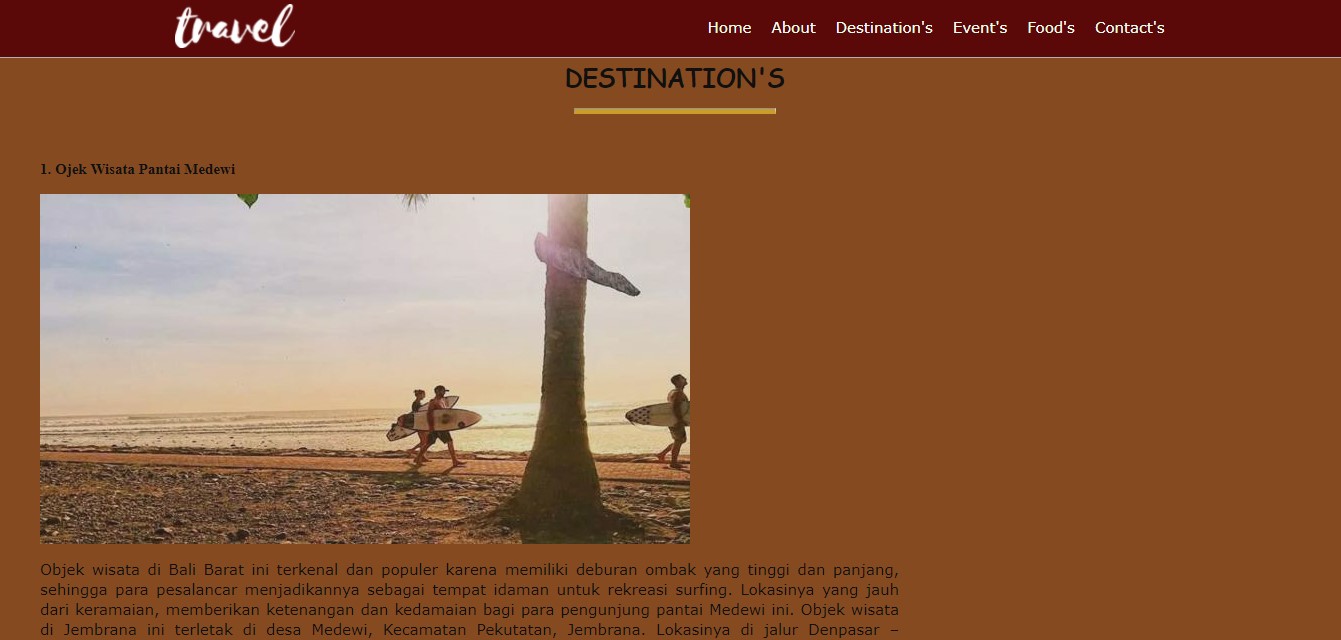 travel
Home About Destination's Event's Food's Contact's
DESTINATION'S
1. Ojek Wisata Pantai Medewi
Objek wisata di Bali Barat ini terkenal dan populer karena memiliki deburan ombak yang tinggi dan panjang,
sehingga para pesalancar menjadikannya sebagai tempat idaman untuk rekreasi surfing. Lokasinya yang jauh
dari keramaian, memberikan ketenangan dan kedamaian bagi para pengunjung pantai Medewi ini. Objek wisata
di Jembrana ini terletak di desa Medewi, Kecamatan Pekutatan, Jembrana. Lokasinya di jalur Denpasar –